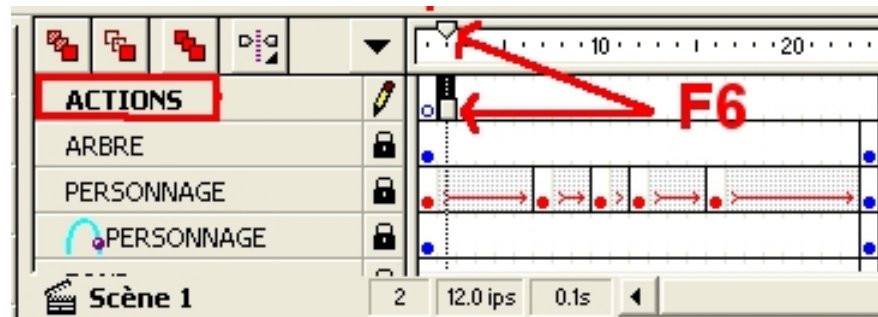 10 20
ACTIONS
F6
ARBRE
PERSONNAGE
PERSONNAGE
Scène 1 2 12.0 ips 0.1s